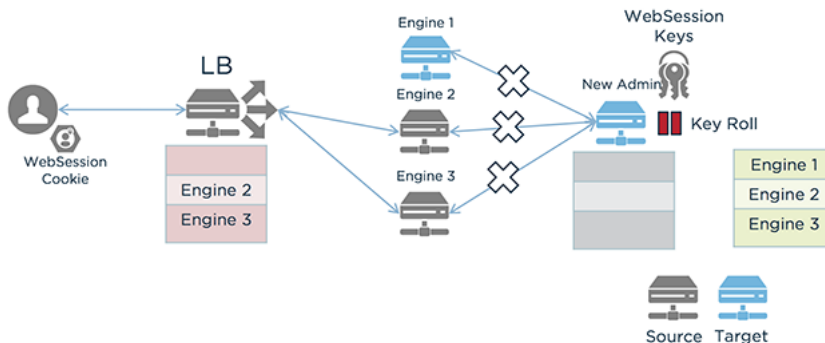 Engine 1
WebSession
Keys
LB
New Admin
Engine 2
Key Roll
WebSession
Cookie
Engine 3
Engine 2
Engine 3
Engine 1
Engine 2
Engine 3
Source
Target